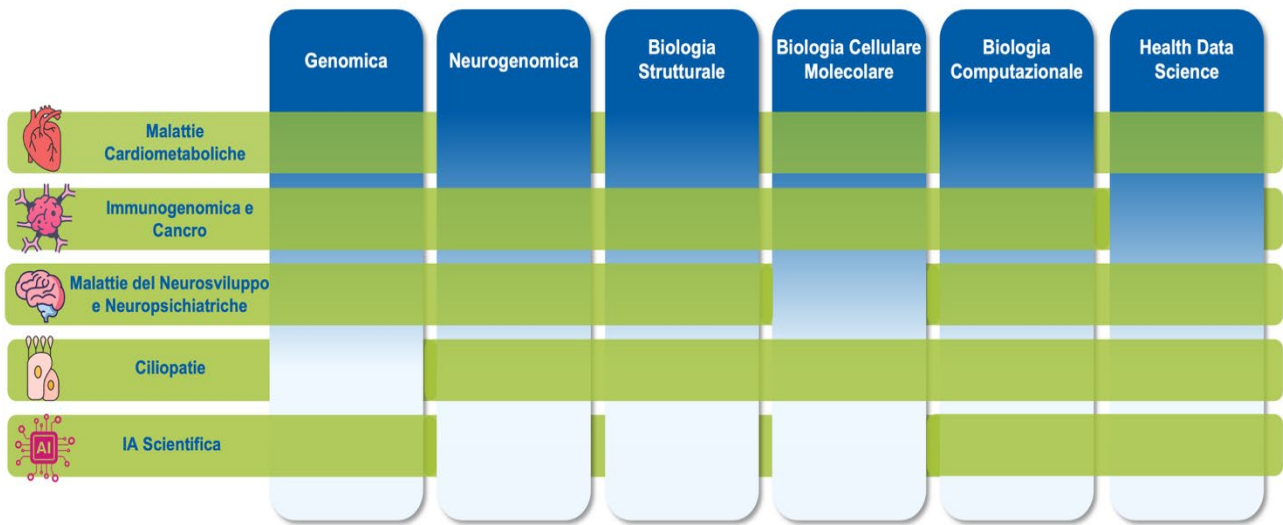 Genomica
Neurogenomica
Biologia
Strutturale
Biologia Cellulare
Molecolare
Biologia
Computazionale
Health Data
Science
Malattie
Cardiometaboliche
Immunogenomica e
Cancro
Malattie del Neurosviluppo
e Neuropsichiatriche
Ciliopatie
AI
IA Scientifica